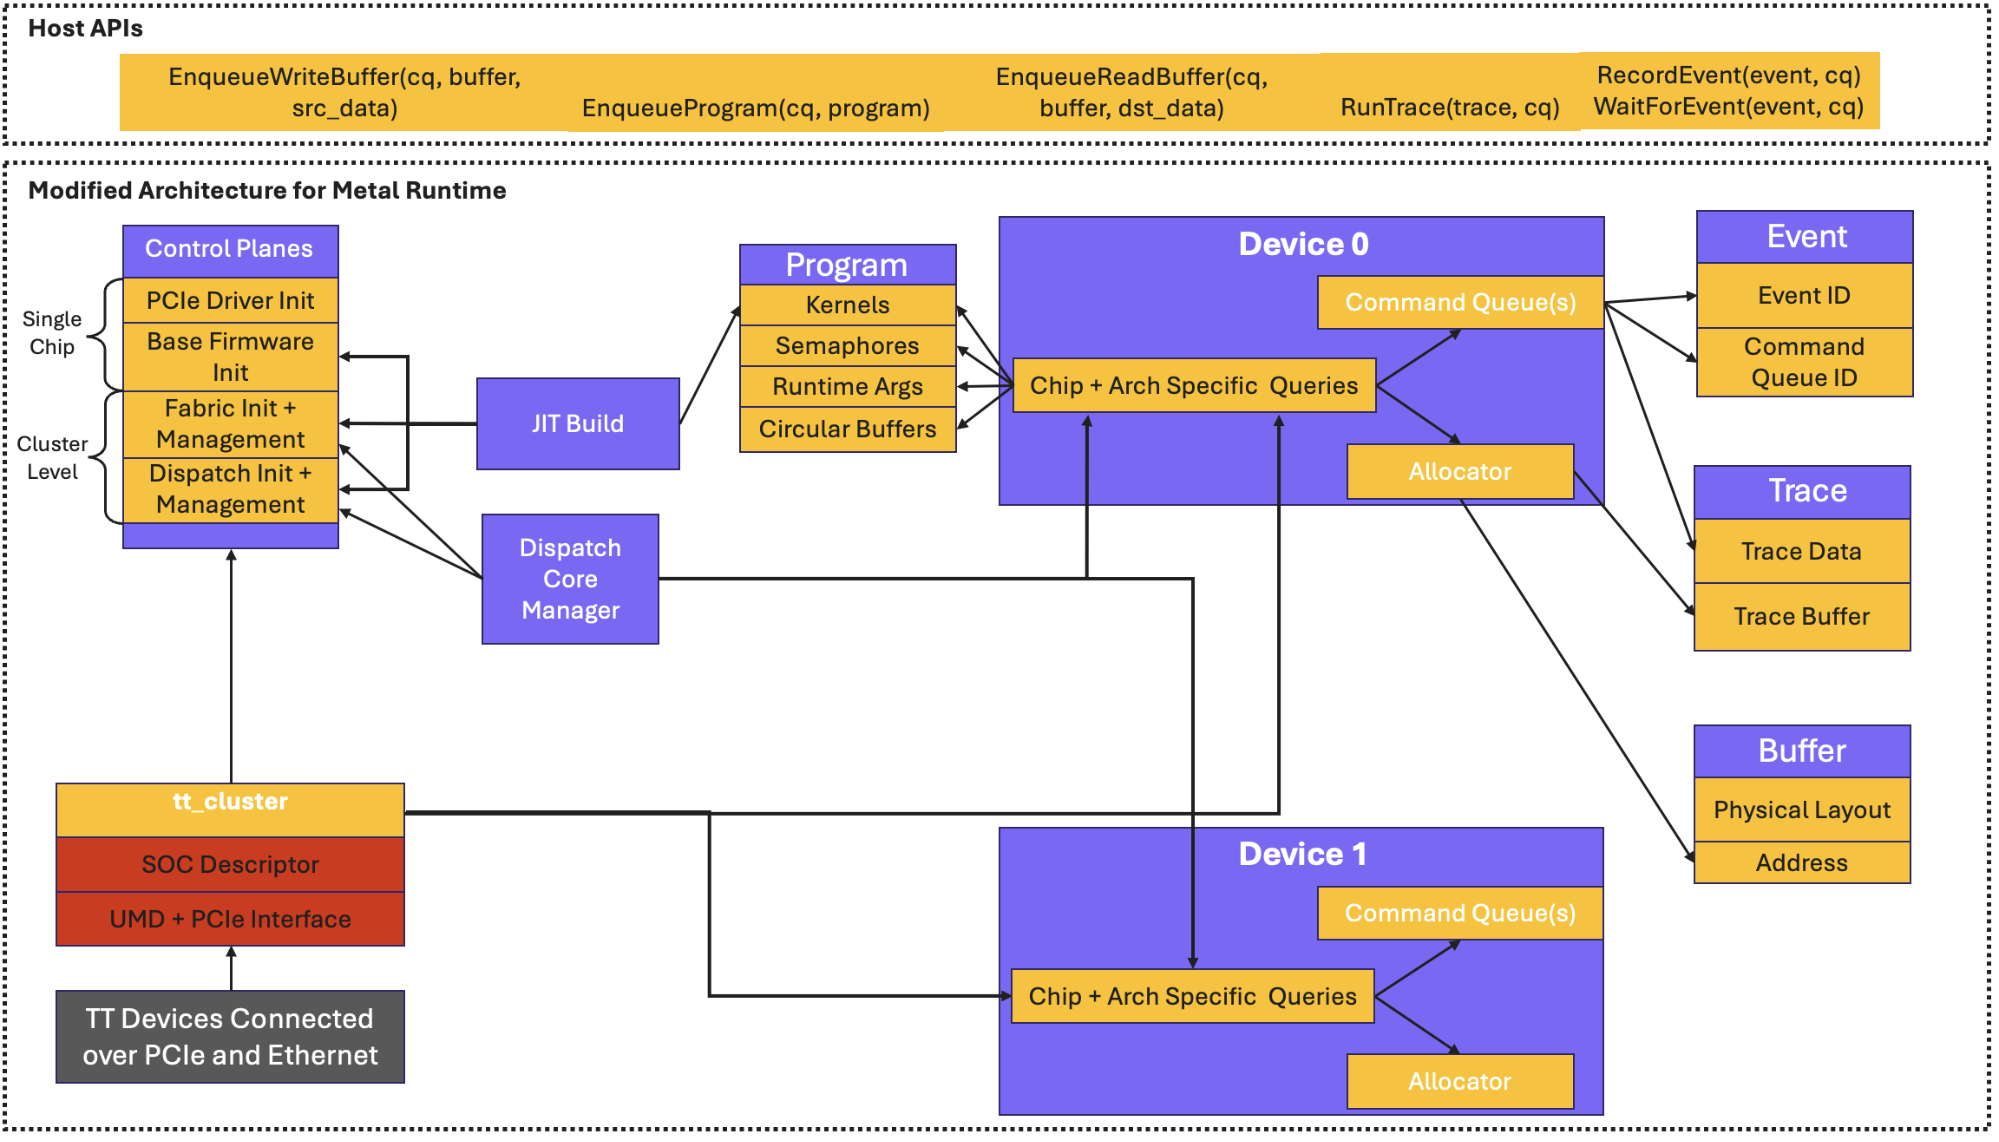 Host APIs
EnqueueWriteBuffer(cq, buffer,
src_data)
EnqueueProgram(cq, program)
EnqueueReadBuffer(cq,
buffer, dst_data)
RunTrace(trace, cq)
RecordEvent(event, cq)
WaitForEvent(event, cq)
Modified Architecture for Metal Runtime
Control Planes
PCIe Driver Init
Base Firmware
Init
Fabric Init +
Management
Dispatch Init +
Management
Single
Chip
Cluster
Level
JIT Build
Dispatch
Core
Manager
Program
Kernels
Semaphores
Runtime Args
Circular Buffers
Device 0
Command Queue(s)
Chip + Arch Specific Queries
Allocator
Event
Event ID
Command
Queue ID
Trace
Trace Data
Trace Buffer
Buffer
Physical Layout
Address
tt_cluster
SOC Descriptor
UMD + PCIe Interface
TT Devices Connected
over PCIe and Ethernet
Device 1
Command Queue(s)
Chip + Arch Specific Queries
Allocator